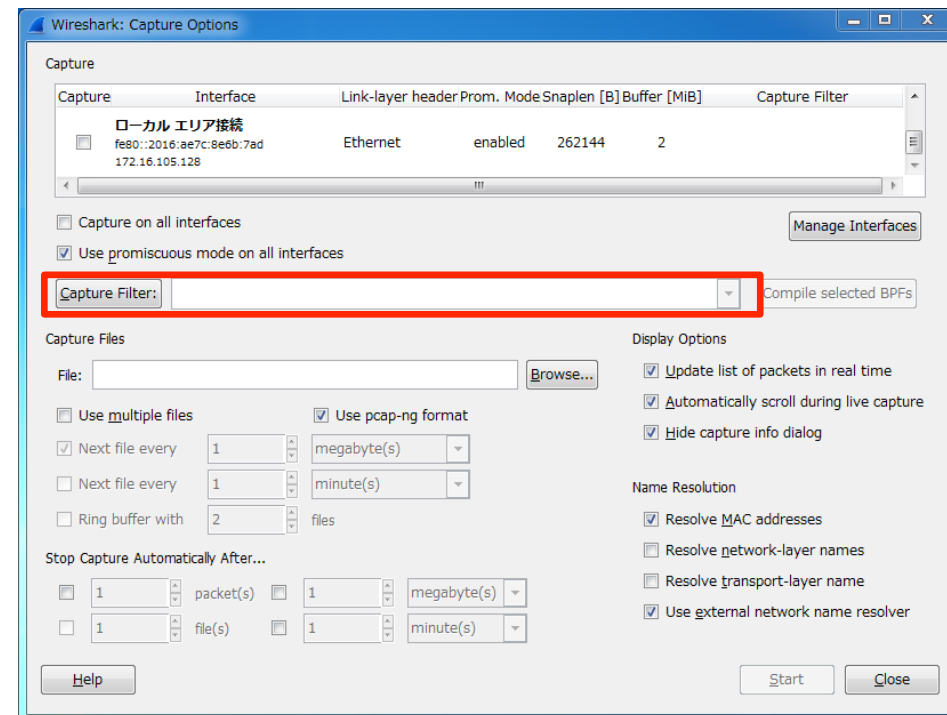 Wireshark: Capture Options
Capture
Capture Interface Link-layer header Prom. Mode Snaplen [B] Buffer [MiB] Capture Filter
ローカル エリア接続
fe80::2016:ae7c:8e6b:7ad Ethernet enabled 262144 2
172.16.105.128
Capture on all interfaces
Manage Interfaces
Use promiscuous mode on all interfaces
Capture Filter: Compile selected BPFs
Capture Files
File: Browse...
Use multiple files Use pcap-ng format
Next file every 1 megabyte(s)
Next file every 1 minute(s)
Ring buffer with 2 files
Stop Capture Automatically After...
1 packet(s) 1 megabyte(s)
1 file(s) 1 minute(s)
Display Options
Update list of packets in real time
Automatically scroll during live capture
Hide capture info dialog
Name Resolution
Resolve MAC addresses
Resolve network-layer names
Resolve transport-layer name
Use external network name resolver
Help Start Close